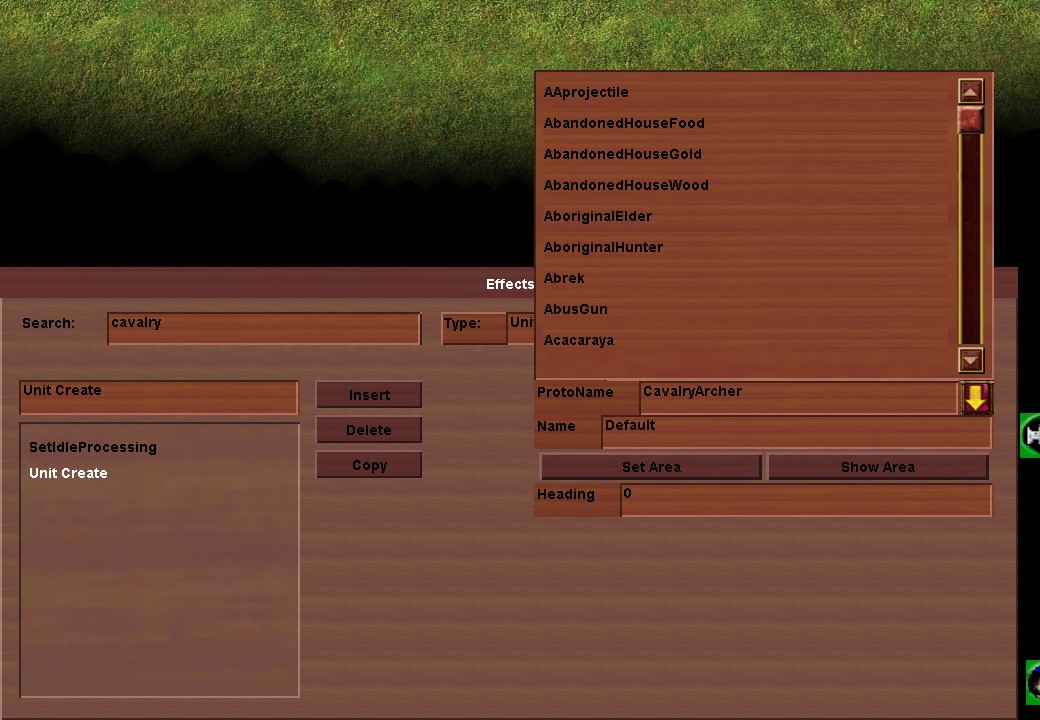 AAprojectile
AbandonedHouseFood
AbandonedHouseGold
AbandonedHouseWood
AboriginalElder
AboriginalHunter
Abrek
AbusGun
Acacaraya
Effects
Search: cavalry Type: Uni
Unit Create
Insert
Delete
Copy
SetIdleProcessing
Unit Create
ProtoName CavalryArcher
Name Default
Set Area Show Area
Heading 0